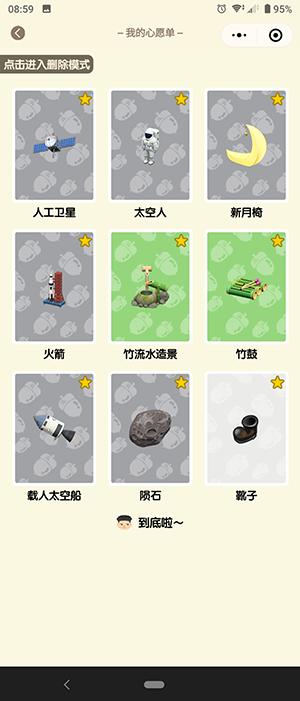 08:59
95%
– 我的心愿单 –
点击进入删除模式
人工卫星
太空人
新月椅
火箭
竹流水造景
竹鼓
载人太空船
陨石
靴子
到底啦～